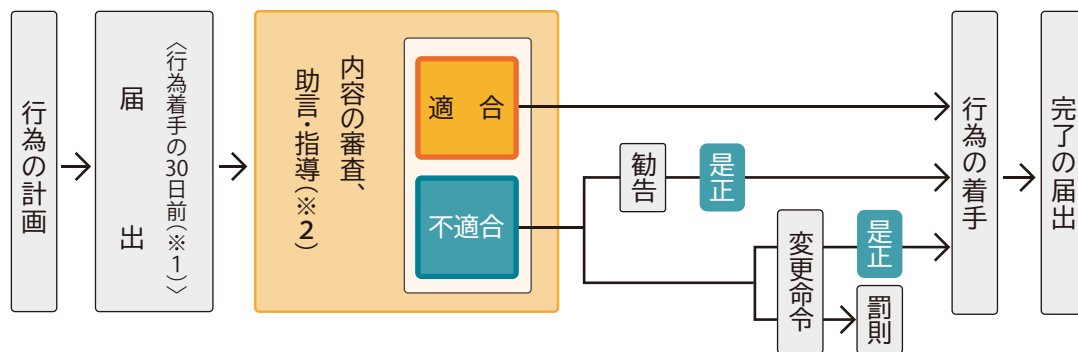 行為の計画
届出
〈行為着手の30日前(※1)〉
内容の審査、
助言・指導(※2)
適合
不適合
勧告
是正
変更命令
是正
罰則
行為の着手
完了の届出